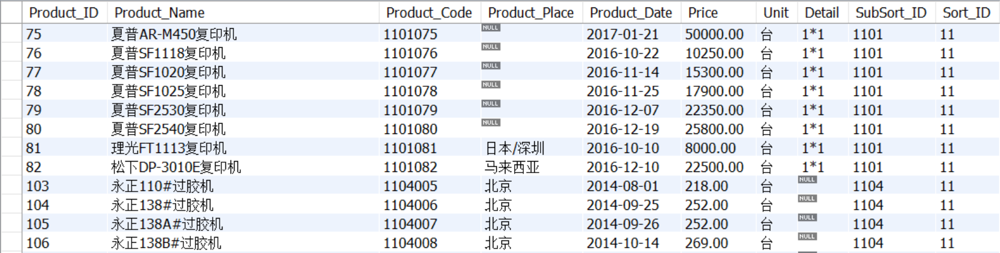 Product_ID Product_Name Product_Code Product_Place Product_Date Price Unit Detail SubSort_ID Sort_ID
75 夏普AR-M450复印机 1101075 NULL 2017-01-21 50000.00 台 1*1 1101 11
76 夏普SF1118复印机 1101076 NULL 2016-10-22 10250.00 台 1*1 1101 11
77 夏普SF1020复印机 1101077 NULL 2016-11-14 15300.00 台 1*1 1101 11
78 夏普SF1025复印机 1101078 NULL 2016-11-25 17900.00 台 1*1 1101 11
79 夏普SF2530复印机 1101079 NULL 2016-12-07 22350.00 台 1*1 1101 11
80 夏普SF2540复印机 1101080 NULL 2016-12-19 25800.00 台 1*1 1101 11
81 理光FT1113复印机 1101081 日本/深圳 2016-10-10 8000.00 台 1*1 1101 11
82 松下DP-3010E复印机 1101082 马来西亚 2016-12-10 22500.00 台 1*1 1101 11
103 永正110#过胶机 1104005 北京 2014-08-01 218.00 台 NULL 1104 11
104 永正138#过胶机 1104006 北京 2014-09-25 252.00 台 NULL 1104 11
105 永正138A#过胶机 1104007 北京 2014-09-26 252.00 台 NULL 1104 11
106 永正138B#过胶机 1104008 北京 2014-10-14 269.00 台 NULL 1104 11